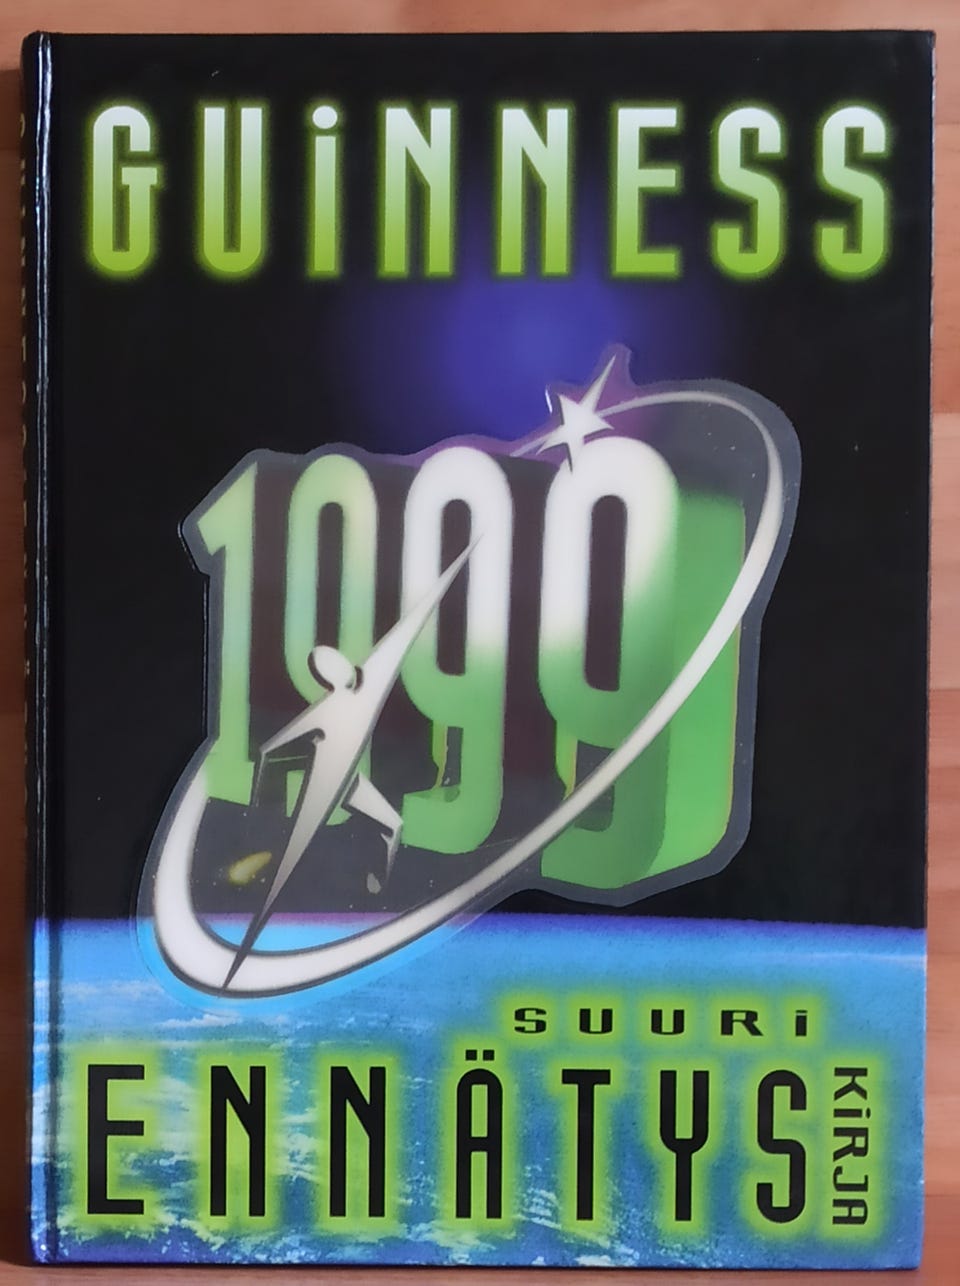 GUiNNESS
1999
SUURi
ENNÄTYS
KiRJA